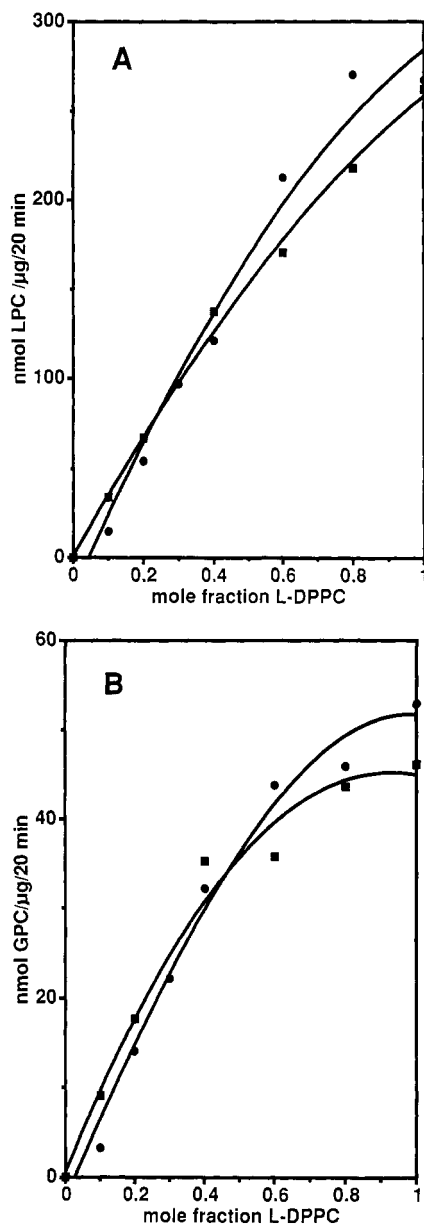 A
300
200
100
0
nmol LPC /µg/20 min
0 0.2 0.4 0.6 0.8 1
mole fraction L-DPPC
B
60
40
20
0
nmol GPC/µg/20 min
0 0.2 0.4 0.6 0.8 1
mole fraction L-DPPC